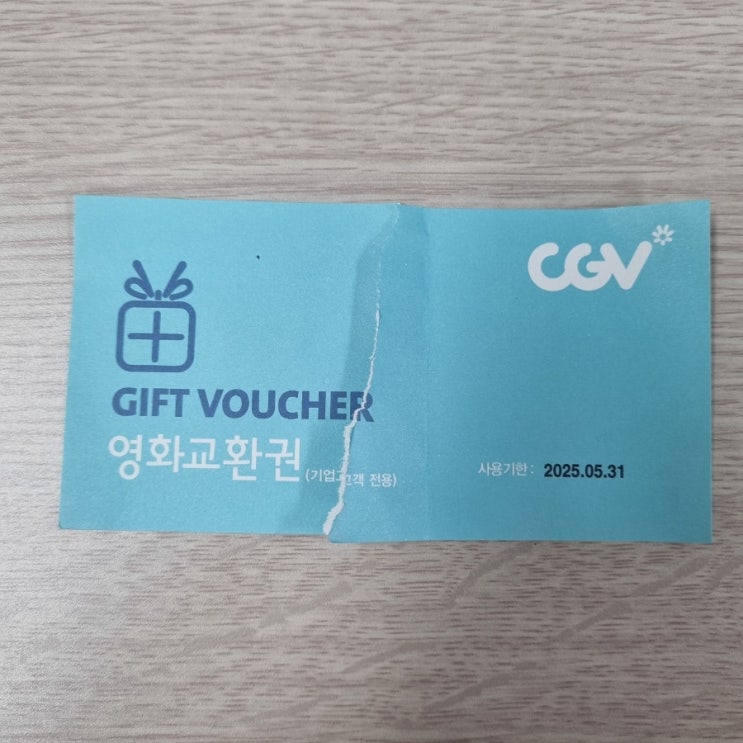 CGV
GIFT VOUCHER
영화교환권 (기업고객 전용)
사용기한 : 2025.05.31